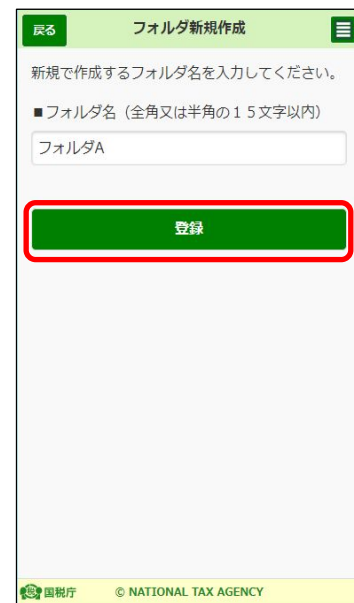 戻る フォルダ新規作成
新規で作成するフォルダ名を入力してください。
■フォルダ名（全角又は半角の１５文字以内）
フォルダA
登録
国税庁 © NATIONAL TAX AGENCY